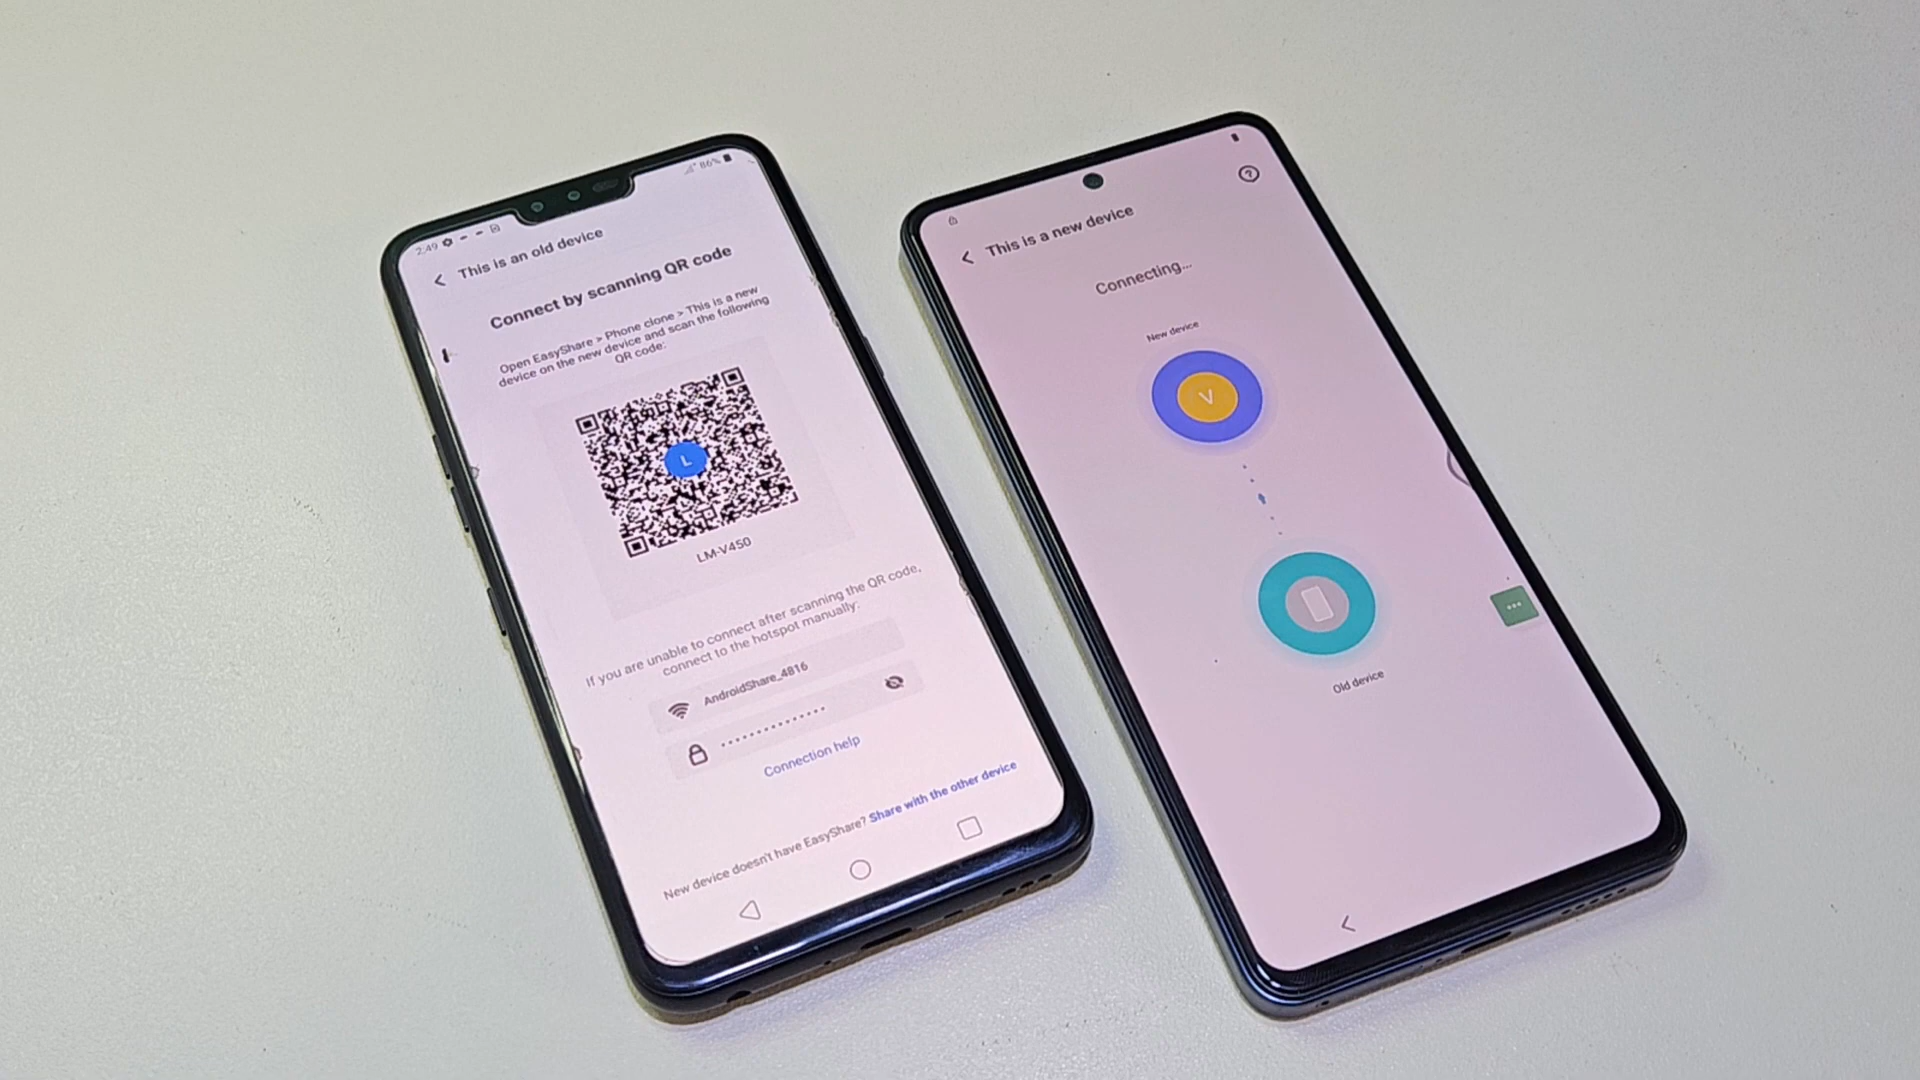 2:49
86%
This is an old device
Connect by scanning QR code
Open EasyShare > Phone clone > This is a new
device on the new device and scan the following
QR code:
L
LM-V450
If you are unable to connect after scanning the QR code,
connect to the hotspot manually:
AndroidShare_4816
••••••••••••••
Connection help
New device doesn't have EasyShare? Share with the other device
This is a new device
Connecting...
New device
V
Old device